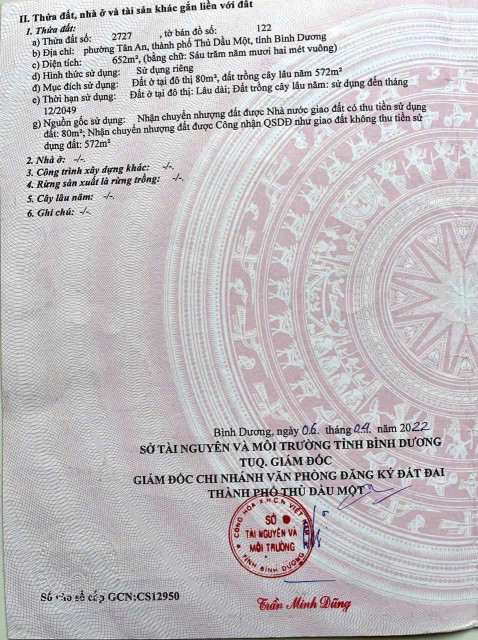 II. Thửa đất, nhà ở và tài sản khác gắn liền với đất
1. Thửa đất:
a) Thửa đất số: 2727 , tờ bản đồ số: 122
b) Địa chỉ: phường Tân An, thành phố Thủ Dầu Một, tỉnh Bình Dương
c) Diện tích: 652m², (bằng chữ: Sáu trăm năm mươi hai mét vuông)
d) Hình thức sử dụng: Sử dụng riêng
đ) Mục đích sử dụng: Đất ở tại đô thị 80m², đất trồng cây lâu năm 572m²
e) Thời hạn sử dụng: Đất ở tại đô thị: Lâu dài; Đất trồng cây lâu năm: sử dụng đến tháng
12/2049
g) Nguồn gốc sử dụng: Nhận chuyển nhượng đất được Nhà nước giao đất có thu tiền sử dụng
đất: 80m²; Nhận chuyển nhượng đất được Công nhận QSDĐ như giao đất không thu tiền sử
dụng đất: 572m²
2. Nhà ở: -/-.
3. Công trình xây dựng khác: -/-.
4. Rừng sản xuất là rừng trồng: -/-.
5. Cây lâu năm: -/-.
6. Ghi chú: -/-.
Bình Dương, ngày 06 tháng 09 năm 2022
SỞ TÀI NGUYÊN VÀ MÔI TRƯỜNG TỈNH BÌNH DƯƠNG
TUQ. GIÁM ĐỐC
GIÁM ĐỐC CHI NHÁNH VĂN PHÒNG ĐĂNG KÝ ĐẤT ĐAI
THÀNH PHỐ THỦ DẦU MỘT
CỘNG HÒA X.H.C.N VIỆT NAM
SỞ
TÀI NGUYÊN VÀ
MÔI TRƯỜNG
TỈNH BÌNH DƯƠNG
Số vào sổ cấp GCN:CS12950
Trần Minh Dũng